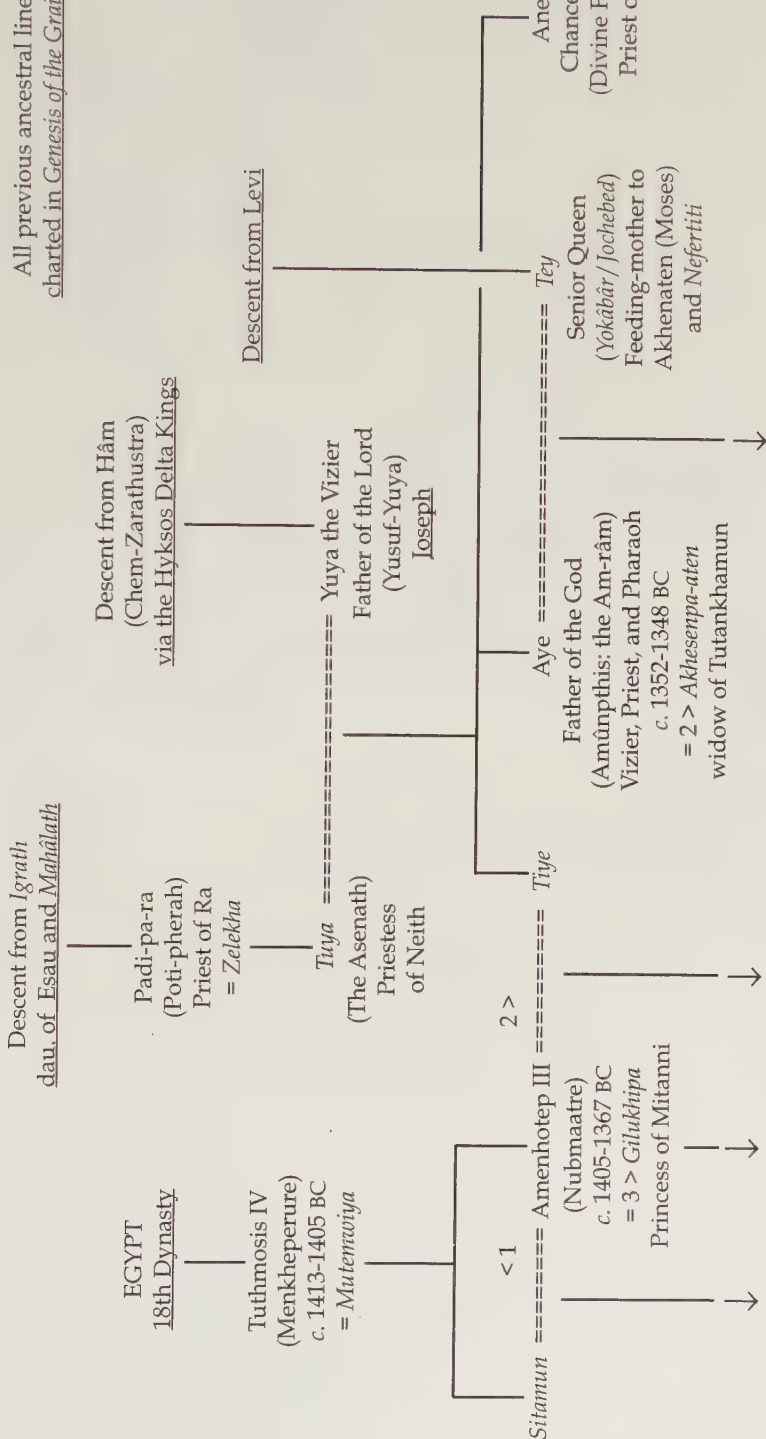 All previous ancestral line
charted in Genesis of the Grai
Descent from Igrath
dau, of Esau and Mahâlath
Descent from Hâm
(Chem-Zarathustra)
via the Hyksos Delta Kings
Descent from Levi
EGYPT
18th Dynasty
Tuthmosis IV
(Menkheperure)
c. 1413-1405 BC
= Mutemwiya
Padi-pa-ra
(Poti-pherah)
Priest of Ra
= Zelekha
Tuya ================== Yuya the Vizier
(The Asenath)
Priestess
of Neith
Father of the Lord
(Yusuf-Yuya)
Joseph
< 1
2 >
Sitamun ======== Amenhotep III ========== Tiye
(Nubmaatre)
c. 1405-1367 BC
= 3 > Gilukhipa
Princess of Mitanni
Aye ==================== Tey
Father of the God
(Amûnpthis: the Am-râm)
Vizier, Priest, and Pharaoh
c. 1352-1348 BC
= 2 > Akhesenpa-aten
widow of Tutankhamun
Senior Queen
(Yokâbâr/Jochebed)
Feeding-mother to
Akhenaten (Moses)
and Nefertiti
Ane
Chance
(Divine F
Priest o